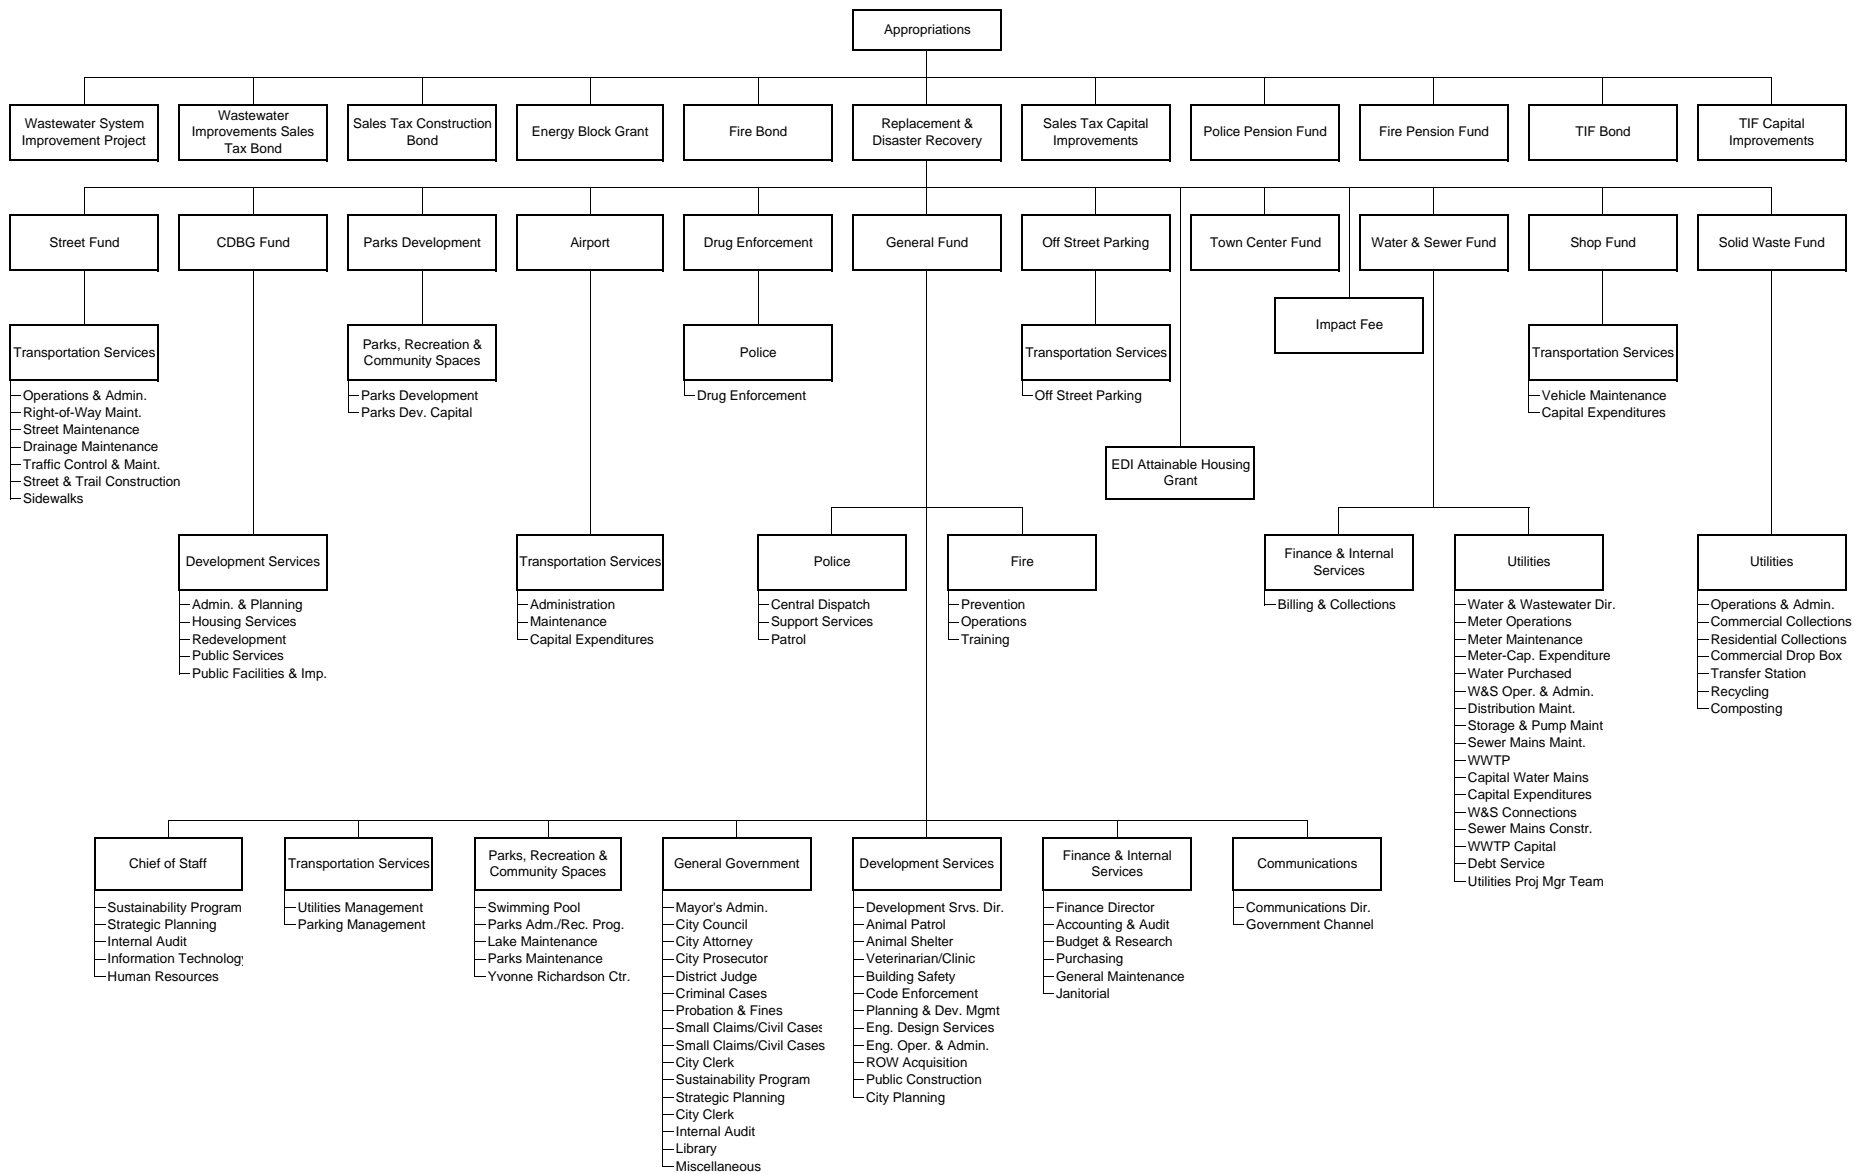 Appropriations
Wastewater System
Improvement Project
Wastewater
Improvements Sales
Tax Bond
Sales Tax Construction
Bond
Energy Block Grant
Fire Bond
Replacement &
Disaster Recovery
Sales Tax Capital
Improvements
Police Pension Fund
Fire Pension Fund
TIF Bond
TIF Capital
Improvements
Street Fund
CDBG Fund
Parks Development
Airport
Drug Enforcement
General Fund
Off Street Parking
Town Center Fund
Water & Sewer Fund
Shop Fund
Solid Waste Fund
Impact Fee
Transportation Services
Operations & Admin.
Right-of-Way Maint.
Street Maintenance
Drainage Maintenance
Traffic Control & Maint.
Street & Trail Construction
Sidewalks
Parks, Recreation &
Community Spaces
Parks Development
Parks Dev. Capital
Police
Drug Enforcement
Transportation Services
Off Street Parking
Transportation Services
Vehicle Maintenance
Capital Expenditures
EDI Attainable Housing
Grant
Development Services
Admin. & Planning
Housing Services
Redevelopment
Public Services
Public Facilities & Imp.
Transportation Services
Administration
Maintenance
Capital Expenditures
Police
Central Dispatch
Support Services
Patrol
Fire
Prevention
Operations
Training
Finance & Internal
Services
Billing & Collections
Utilities
Water & Wastewater Dir.
Meter Operations
Meter Maintenance
Meter-Cap. Expenditure
Water Purchased
W&S Oper. & Admin.
Distribution Maint.
Storage & Pump Maint
Sewer Mains Maint.
WWTP
Capital Water Mains
Capital Expenditures
W&S Connections
Sewer Mains Constr.
WWTP Capital
Debt Service
Utilities Proj Mgr Team
Utilities
Operations & Admin.
Commercial Collections
Residential Collections
Commercial Drop Box
Transfer Station
Recycling
Composting
Chief of Staff
Sustainability Program
Strategic Planning
Internal Audit
Information Technology
Human Resources
Transportation Services
Utilities Management
Parking Management
Parks, Recreation &
Community Spaces
Swimming Pool
Parks Adm./Rec. Prog.
Lake Maintenance
Parks Maintenance
Yvonne Richardson Ctr.
General Government
Mayor's Admin.
City Council
City Attorney
City Prosecutor
District Judge
Criminal Cases
Probation & Fines
Small Claims/Civil Cases
Small Claims/Civil Cases
City Clerk
Sustainability Program
Strategic Planning
City Clerk
Internal Audit
Library
Miscellaneous
Development Services
Development Srvs. Dir.
Animal Patrol
Animal Shelter
Veterinarian/Clinic
Building Safety
Code Enforcement
Planning & Dev. Mgmt
Eng. Design Services
Eng. Oper. & Admin.
ROW Acquisition
Public Construction
City Planning
Finance & Internal
Services
Finance Director
Accounting & Audit
Budget & Research
Purchasing
General Maintenance
Janitorial
Communications
Communications Dir.
Government Channel